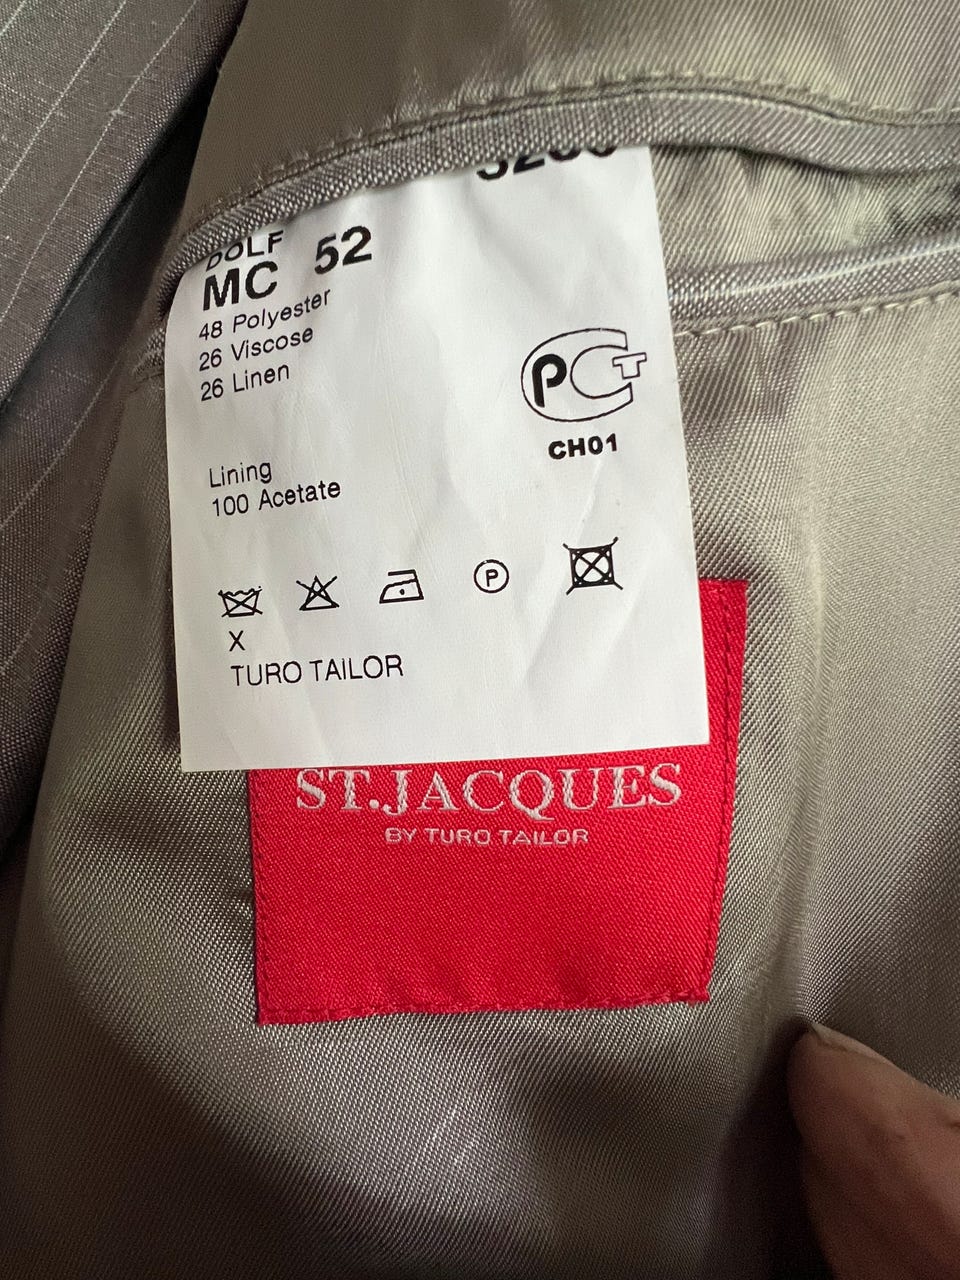 DOLF
MC 52
48 Polyester
26 Viscose
26 Linen
PCT
CH01
Lining
100 Acetate
P
X
TURO TAILOR
ST.JACQUES
BY TURO TAILOR